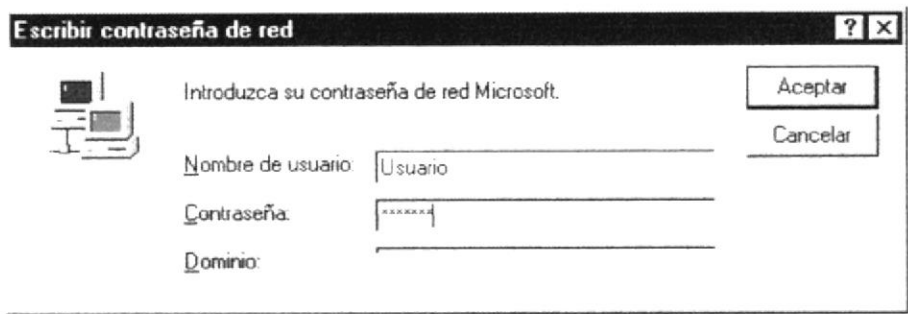 Escribir contraseña de red
Introduzca su contraseña de red Microsoft.
Aceptar
Cancelar
Nombre de usuario: Usuario
Contraseña: *******
Dominio: